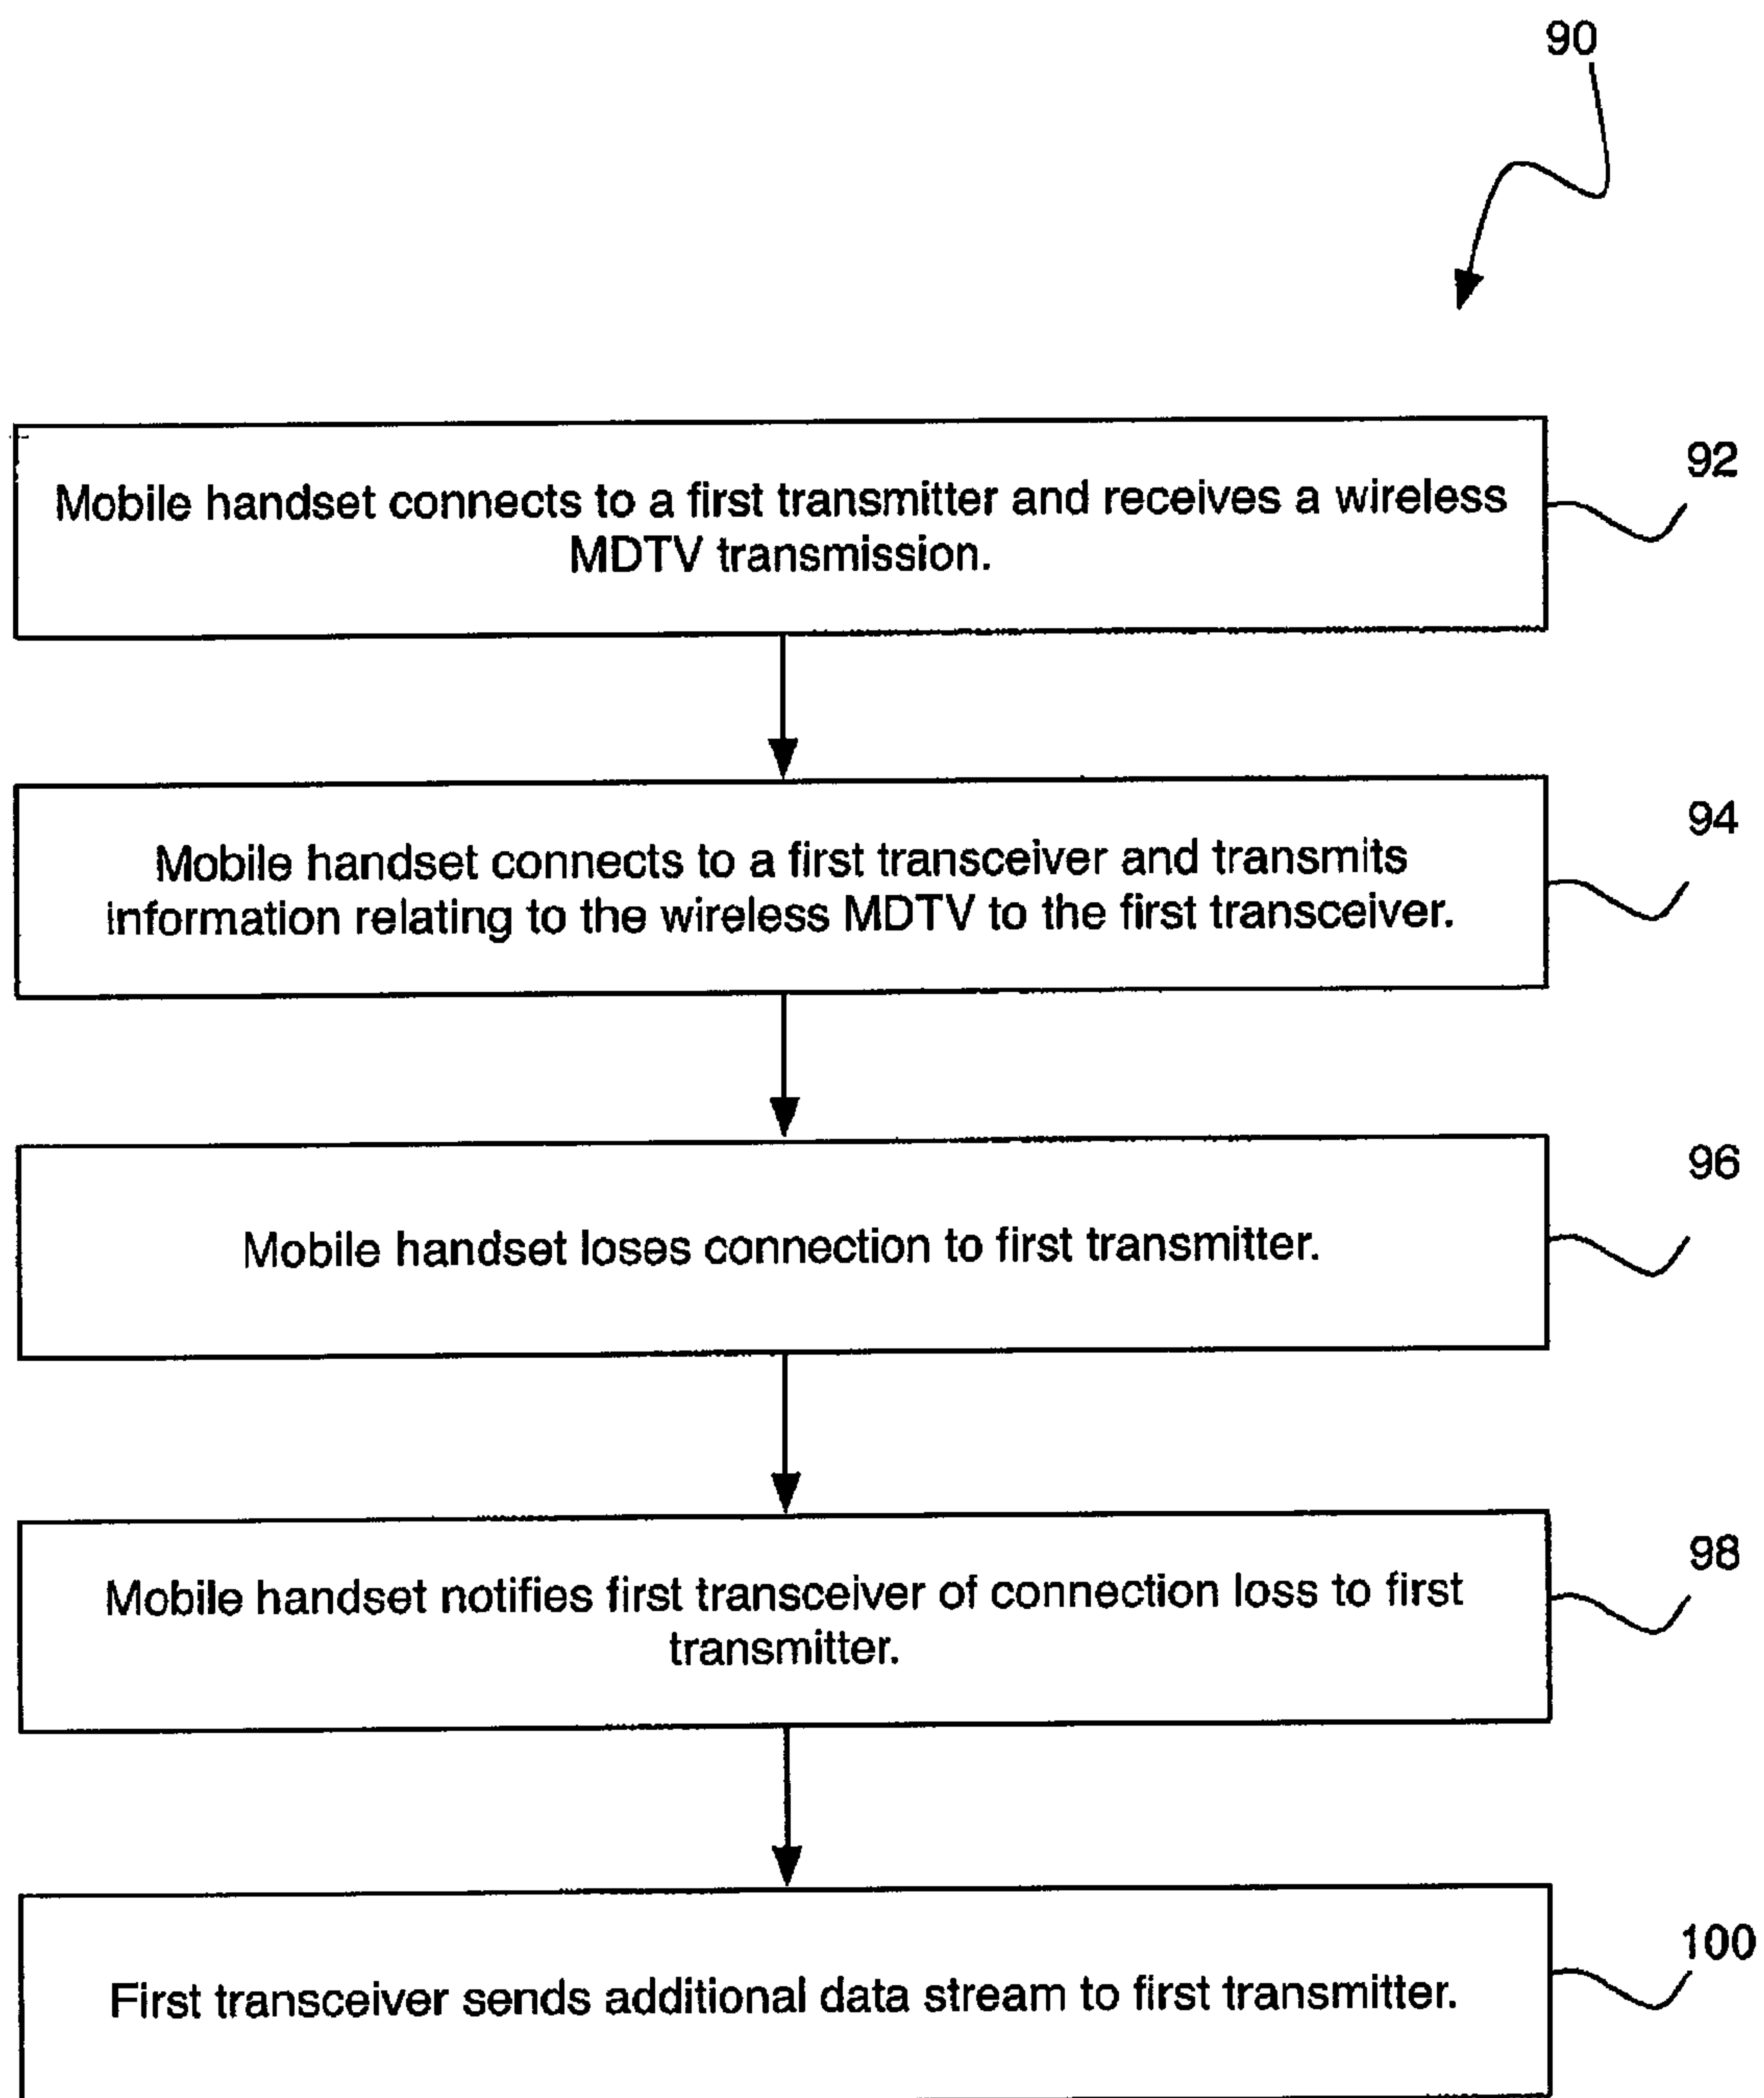 90
Mobile handset connects to a first transmitter and receives a wireless
MDTV transmission.
92
Mobile handset connects to a first transceiver and transmits
information relating to the wireless MDTV to the first transceiver.
94
Mobile handset loses connection to first transmitter.
96
Mobile handset notifies first transceiver of connection loss to first
transmitter.
98
First transceiver sends additional data stream to first transmitter.
100